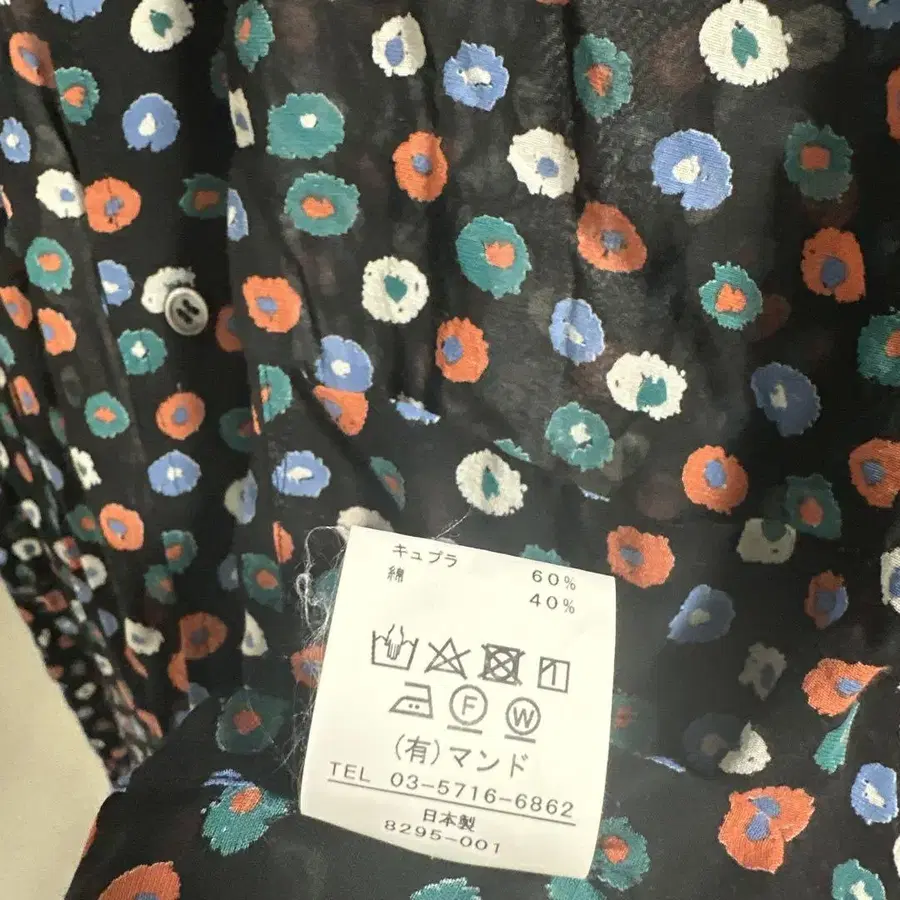 キュプラ 60%
綿 40%
F W
(有)マンド
TEL 03-5716-6862
日本製
8295-001